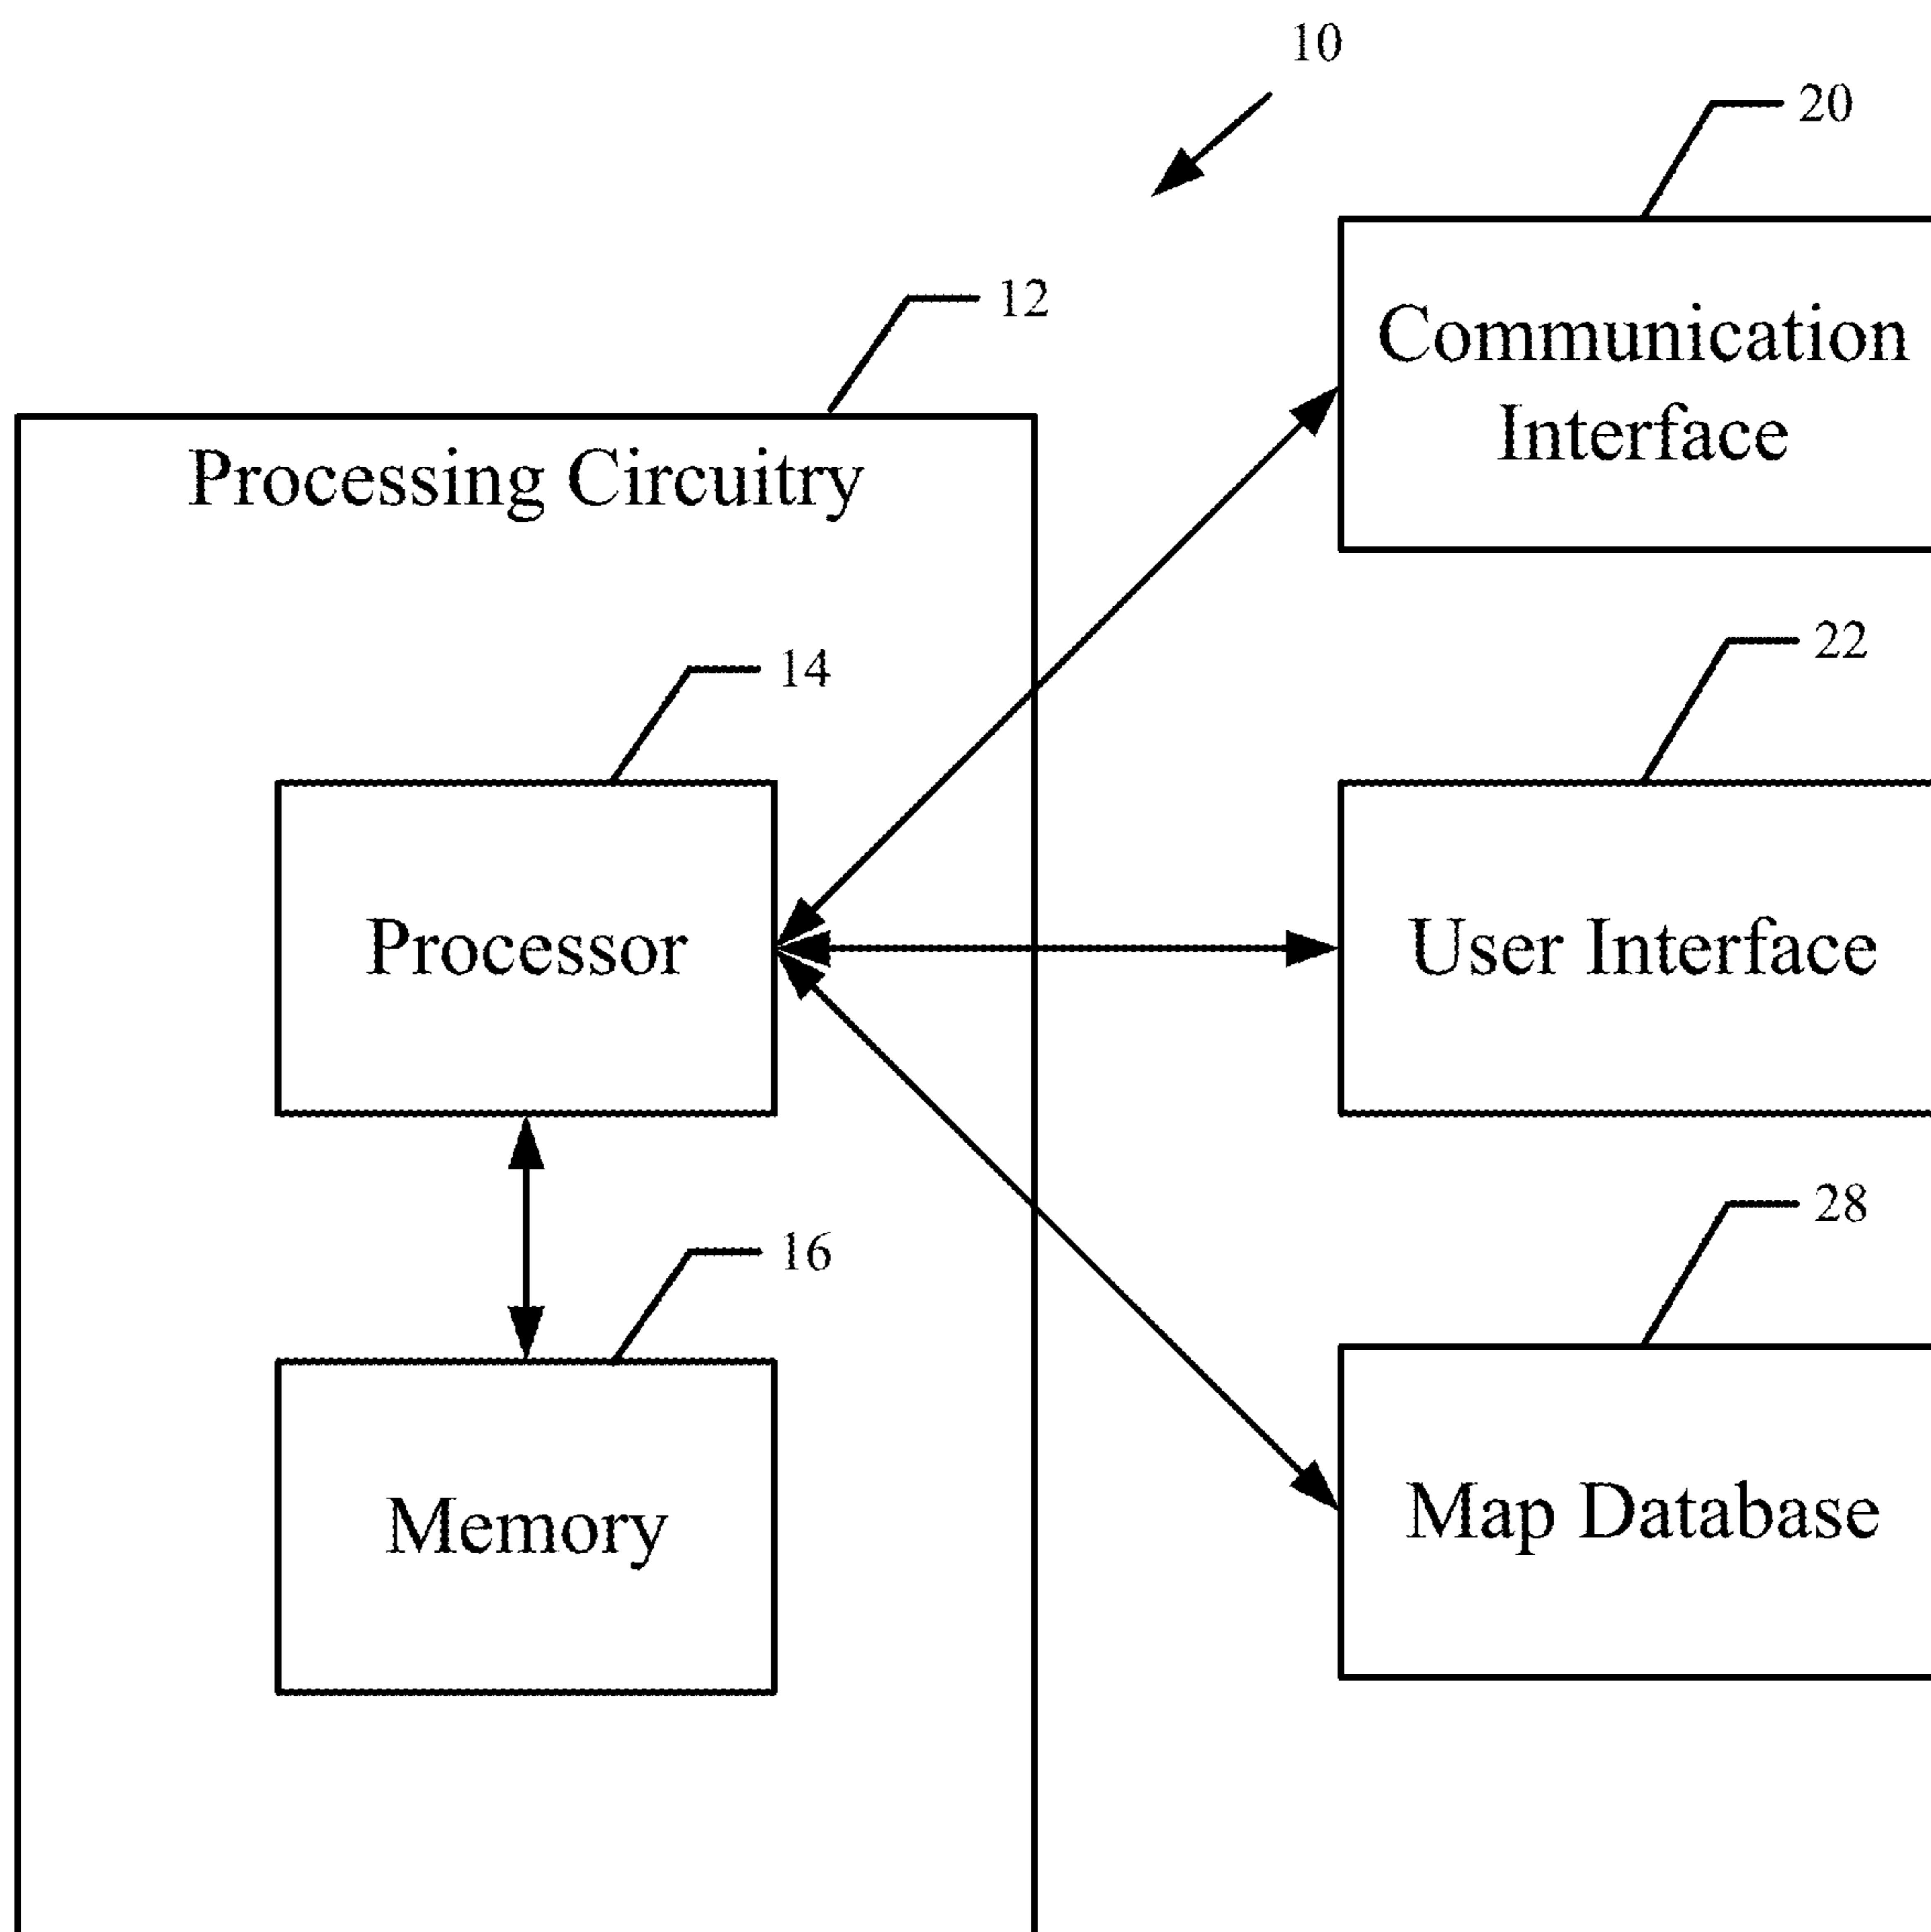 10
20
12
Communication
Interface
Processing Circuitry
22
14
Processor
User Interface
28
16
Map Database
Memory